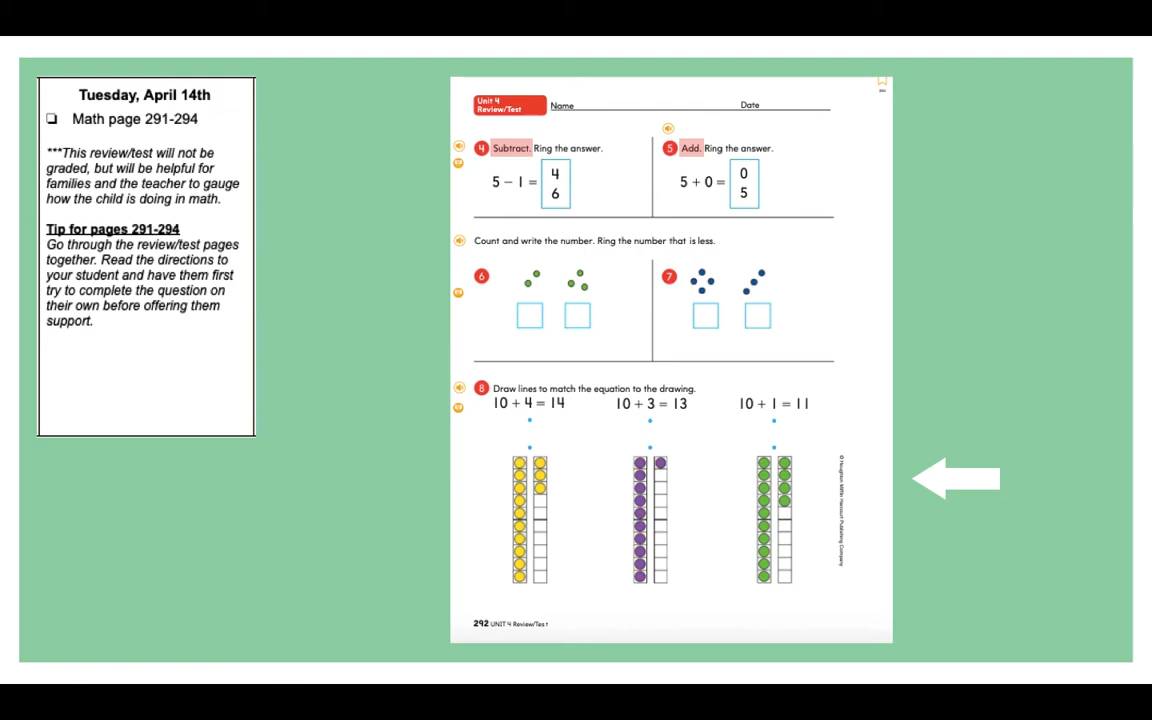 Tuesday, April 14th
❏ Math page 291-294
***This review/test will not be
graded, but will be helpful for
families and the teacher to gauge
how the child is doing in math.
Tip for pages 291-294
Go through the review/test pages
together. Read the directions to
your student and have them first
try to complete the question on
their own before offering them
support.
Unit 4
Review/Test
Name
Date
4 Subtract. Ring the answer.
5 − 1 =
4
6
5 Add. Ring the answer.
5 + 0 =
0
5
Count and write the number. Ring the number that is less.
6
7
8 Draw lines to match the equation to the drawing.
10 + 4 = 14
10 + 3 = 13
10 + 1 = 11
© Houghton Mifflin Harcourt Publishing Company
292 UNIT 4 Review/Test